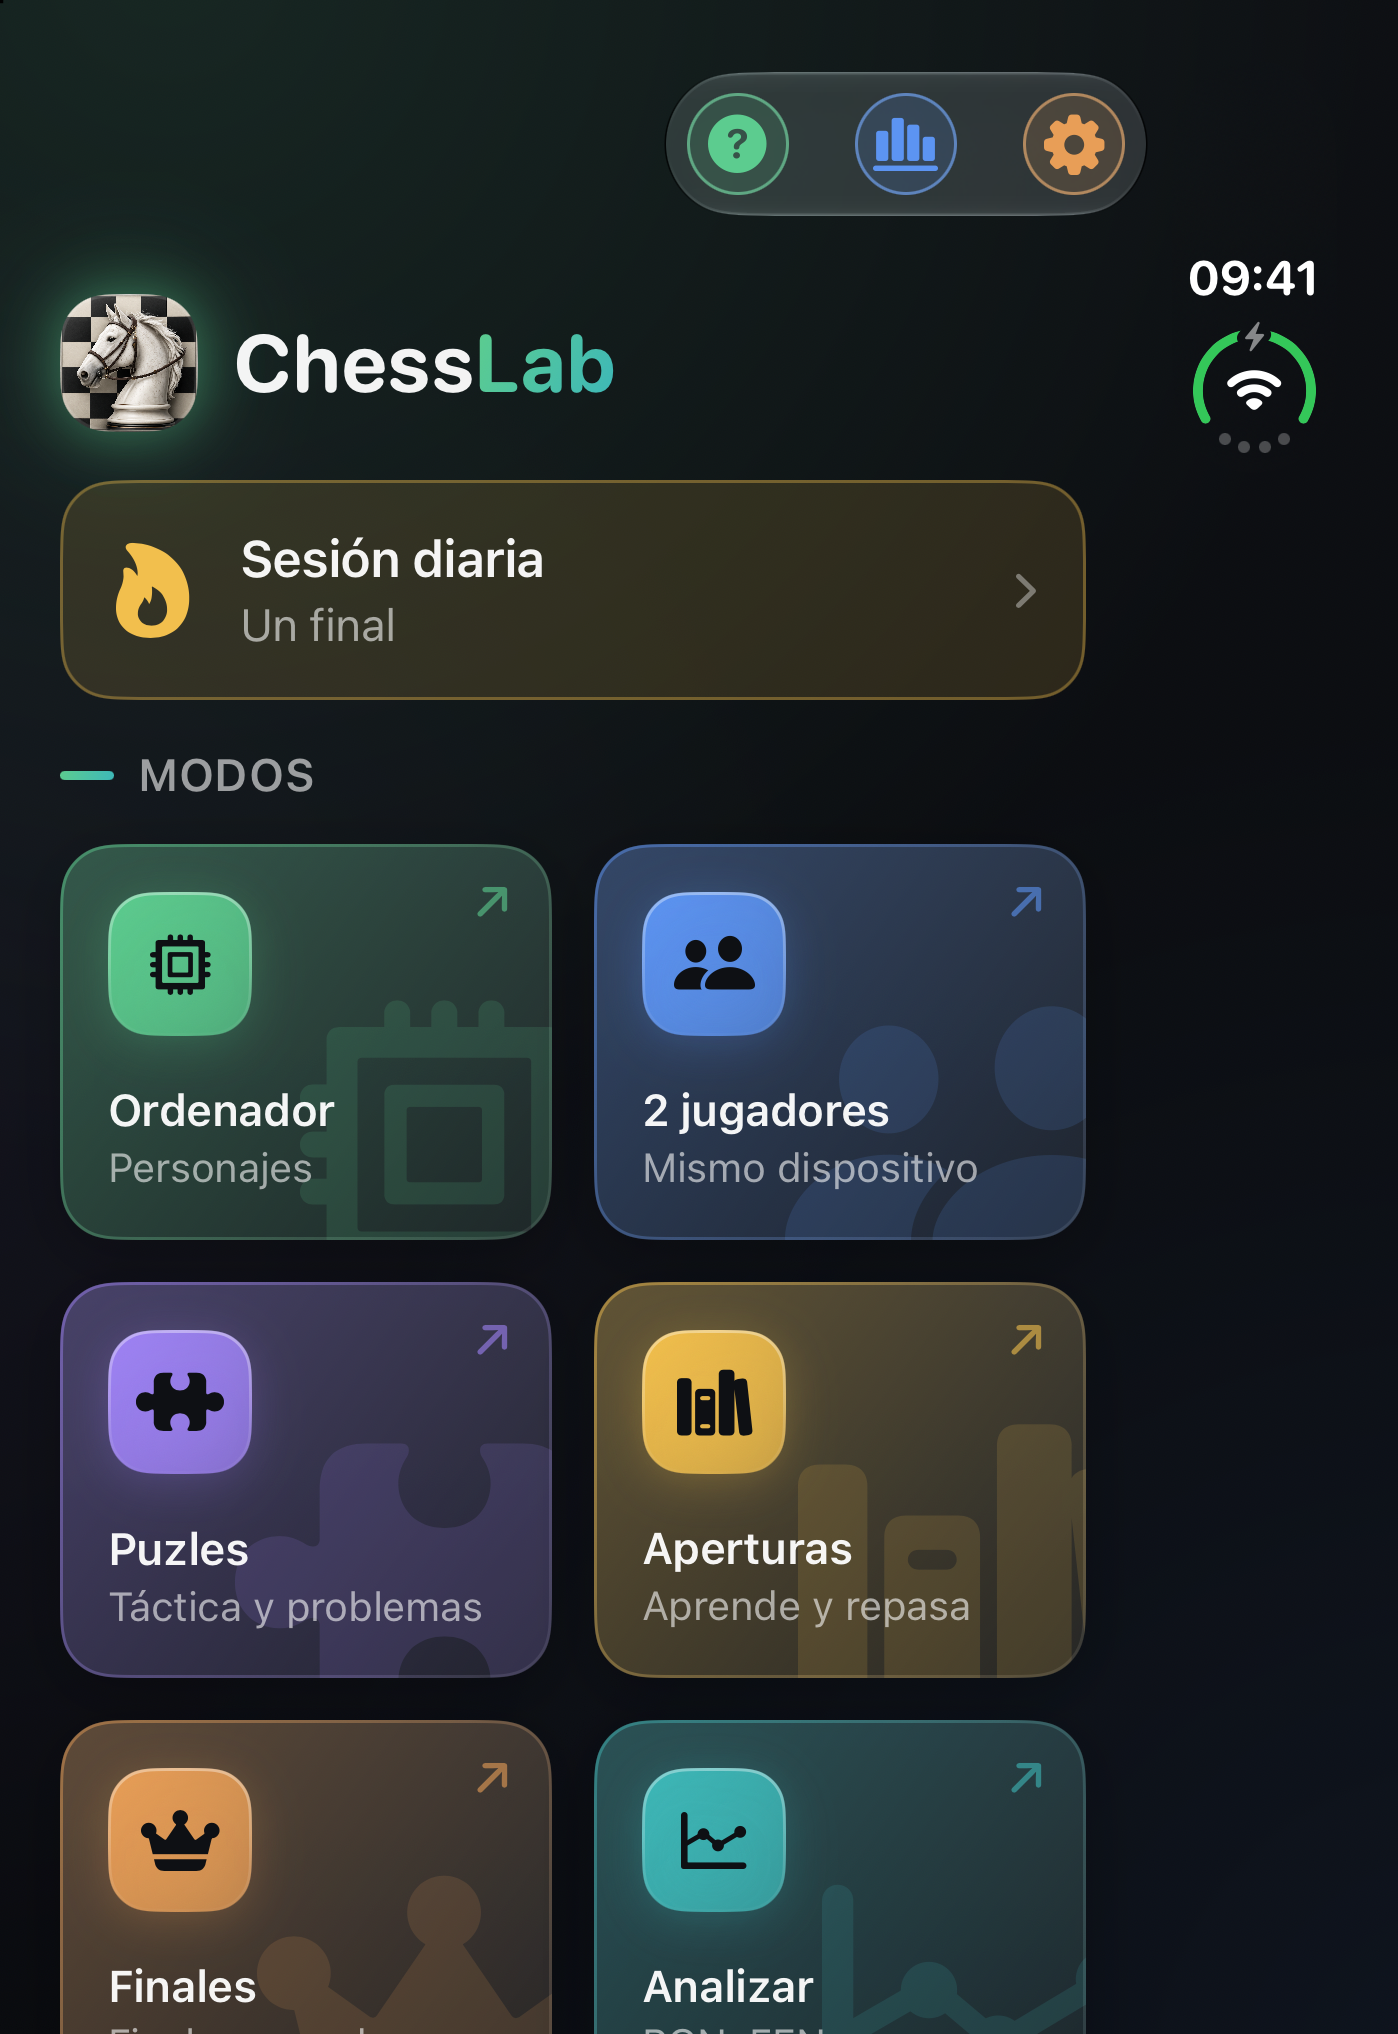 ?
09:41
ChessLab
Sesión diaria
Un final
MODOS
Ordenador
Personajes
2 jugadores
Mismo dispositivo
Puzles
Táctica y problemas
Aperturas
Aprende y repasa
Finales
Analizar